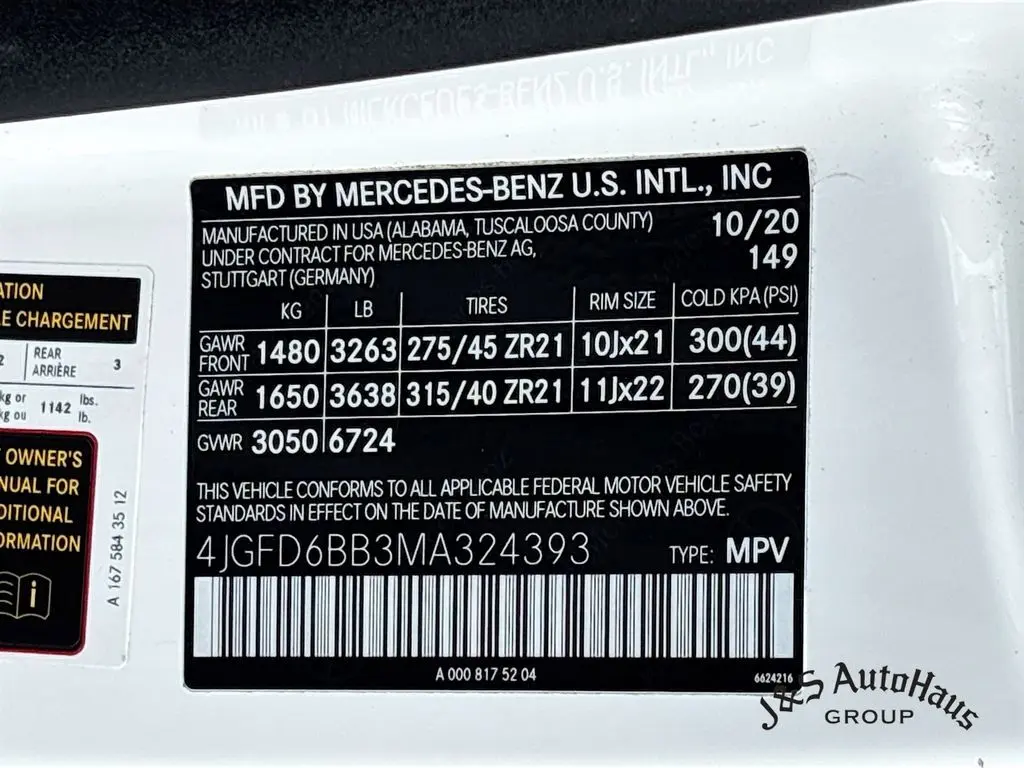 MFD BY MERCEDES-BENZ U.S. INTL., INC
MANUFACTURED IN USA (ALABAMA, TUSCALOOSA COUNTY) 10/20
UNDER CONTRACT FOR MERCEDES-BENZ AG, 149
STUTTGART (GERMANY)
KG LB TIRES RIM SIZE COLD KPA (PSI)
GAWR FRONT 1480 3263 275/45 ZR21 10Jx21 300(44)
GAWR REAR 1650 3638 315/40 ZR21 11Jx22 270(39)
GVWR 3050 6724
THIS VEHICLE CONFORMS TO ALL APPLICABLE FEDERAL MOTOR VEHICLE SAFETY
STANDARDS IN EFFECT ON THE DATE OF MANUFACTURE SHOWN ABOVE.
4JGFD6BB3MA324393 TYPE: MPV
A 000 817 52 04 6624216
CHARGEMENT
REAR
ARRIÈRE 3
kg or
kg ou 1142 lbs.
lb.
OWNER'S
FOR
A 167 584 35 12
J&S AutoHaus
GROUP